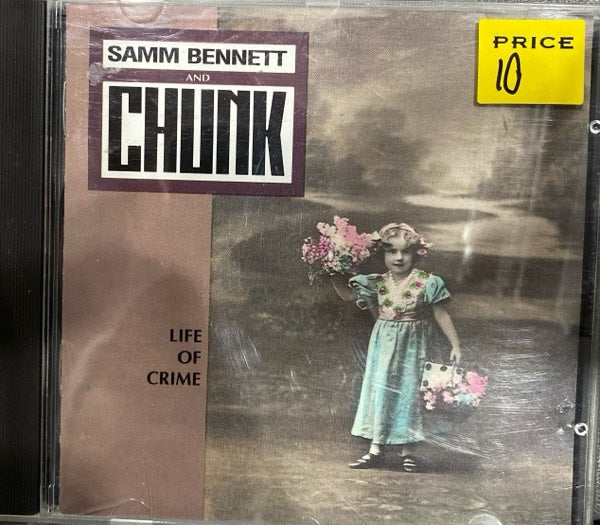 SAMM BENNETT
AND
CHUNK
PRICE
10
LIFE
OF
CRIME